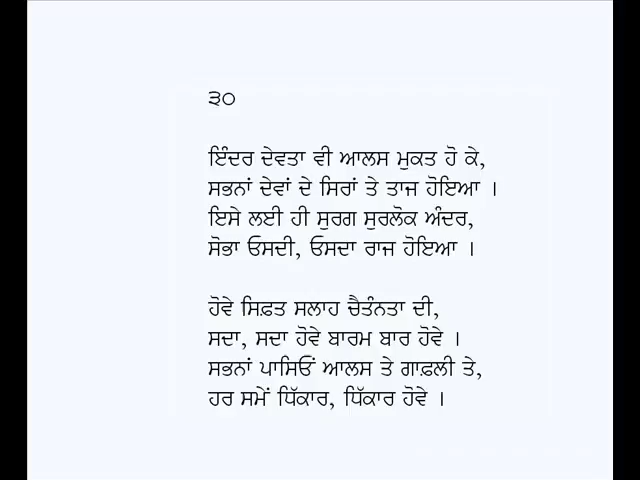 ੩੦
ਇੰਦਰ ਦੇਵਤਾ ਵੀ ਆਲਸ ਮੁਕਤ ਹੋ ਕੇ,
ਸਭਨਾਂ ਦੇਵਾਂ ਦੇ ਸਿਰਾਂ ਤੇ ਤਾਜ ਹੋਇਆ ।
ਇਸੇ ਲਈ ਹੀ ਸੁਰਗ ਸੁਰਲੋਕ ਅੰਦਰ,
ਸੋਭਾ ਓਸਦੀ, ਓਸਦਾ ਰਾਜ ਹੋਇਆ ।
ਹੋਵੇ ਸਿਫ਼ਤ ਸਲਾਹ ਚੈਤੰਨਤਾ ਦੀ,
ਸਦਾ, ਸਦਾ ਹੋਵੇ ਬਾਰਮ ਬਾਰ ਹੋਵੇ ।
ਸਭਨਾਂ ਪਾਸਿਓਂ ਆਲਸ ਤੇ ਗਾਫ਼ਲੀ ਤੇ,
ਹਰ ਸਮੇਂ ਧਿੱਕਾਰ, ਧਿੱਕਾਰ ਹੋਵੇ ।